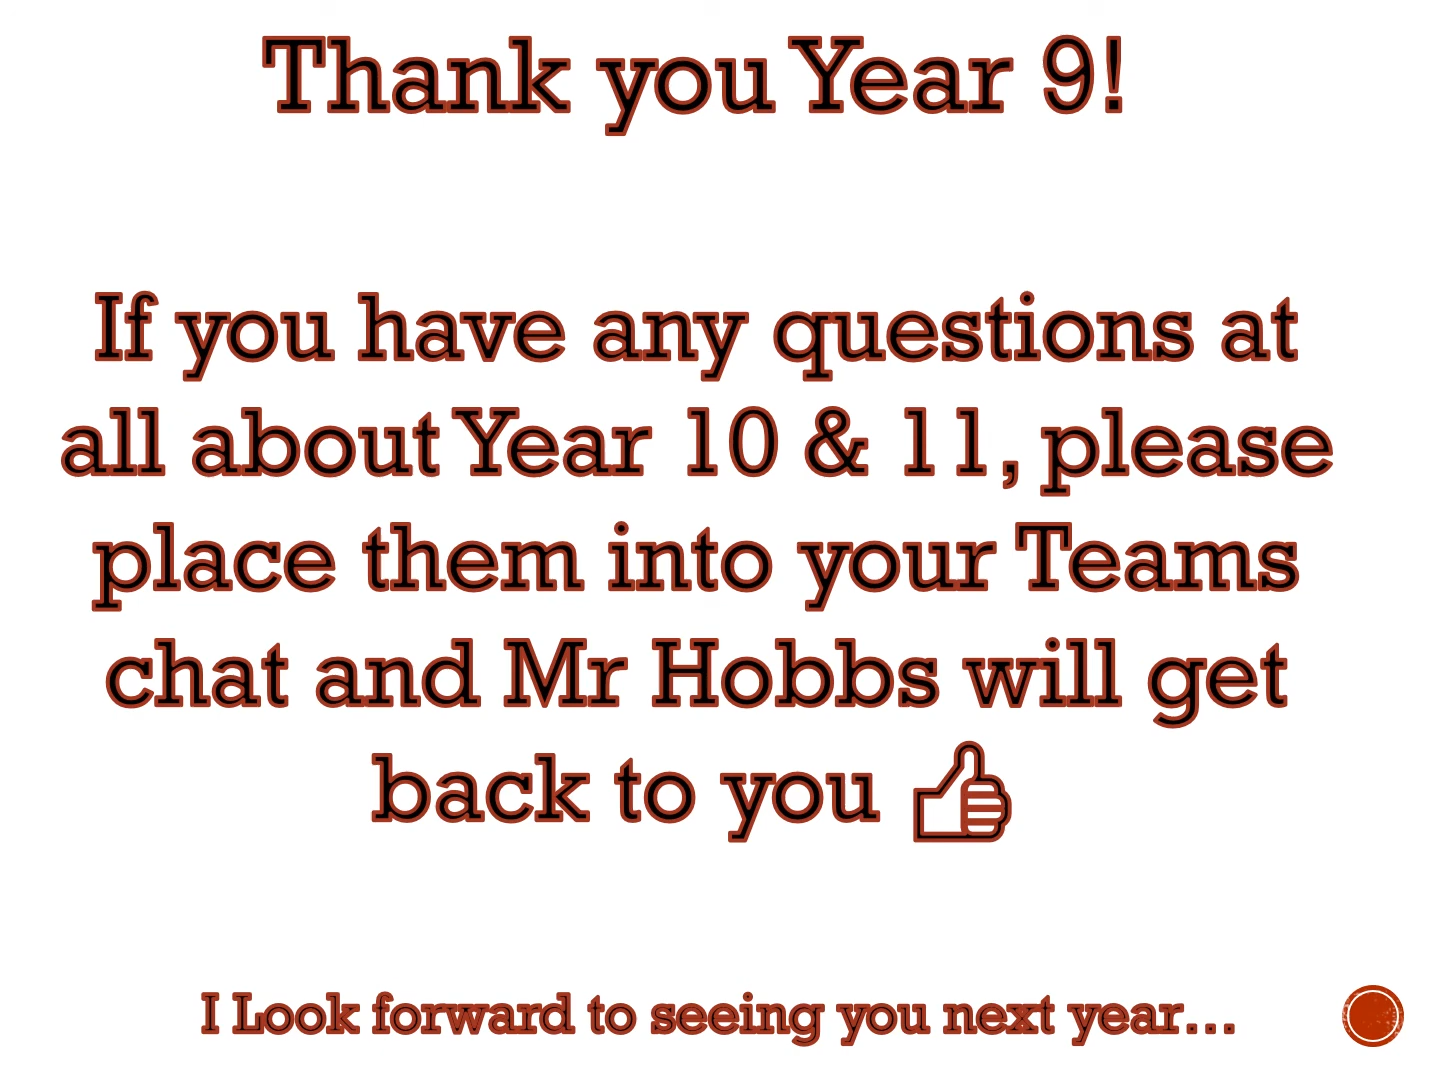 Thank you Year 9!
If you have any questions at
all about Year 10 & 11, please
place them into your Teams
chat and Mr Hobbs will get
back to you 👍
I Look forward to seeing you next year…